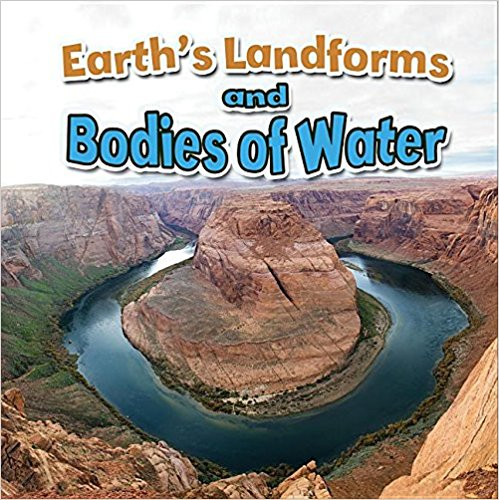 Earth's Landforms
and
Bodies of Water